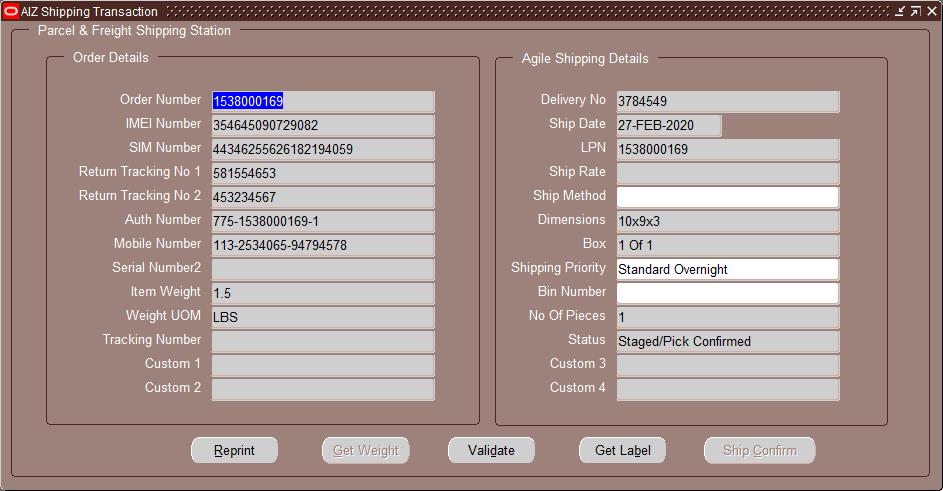 AIZ Shipping Transaction
Parcel & Freight Shipping Station
Order Details
Order Number 1538000169
IMEI Number 354645090729082
SIM Number 44346255626182194059
Return Tracking No 1 581554653
Return Tracking No 2 453234567
Auth Number 775-1538000169-1
Mobile Number 113-2534065-94794578
Serial Number2
Item Weight 1.5
Weight UOM LBS
Tracking Number
Custom 1
Custom 2
Agile Shipping Details
Delivery No 3784549
Ship Date 27-FEB-2020
LPN 1538000169
Ship Rate
Ship Method
Dimensions 10x9x3
Box 1 Of 1
Shipping Priority Standard Overnight
Bin Number
No Of Pieces 1
Status Staged/Pick Confirmed
Custom 3
Custom 4
Reprint Get Weight Validate Get Label Ship Confirm